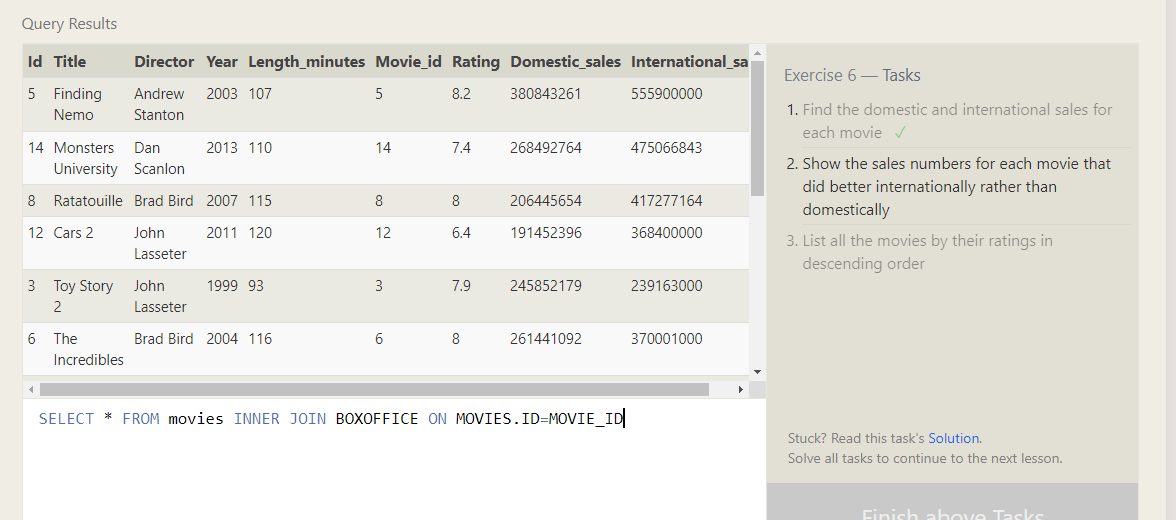 Query Results
Id Title Director Year Length_minutes Movie_id Rating Domestic_sales International_sa
5 Finding Nemo Andrew Stanton 2003 107 5 8.2 380843261 555900000
14 Monsters University Dan Scanlon 2013 110 14 7.4 268492764 475066843
8 Ratatouille Brad Bird 2007 115 8 8 206445654 417277164
12 Cars 2 John Lasseter 2011 120 12 6.4 191452396 368400000
3 Toy Story 2 John Lasseter 1999 93 3 7.9 245852179 239163000
6 The Incredibles Brad Bird 2004 116 6 8 261441092 370001000
SELECT * FROM movies INNER JOIN BOXOFFICE ON MOVIES.ID=MOVIE_ID
Exercise 6 — Tasks
1. Find the domestic and international sales for
each movie ✓
2. Show the sales numbers for each movie that
did better internationally rather than
domestically
3. List all the movies by their ratings in
descending order
Stuck? Read this task's Solution.
Solve all tasks to continue to the next lesson.
Finish above Tasks